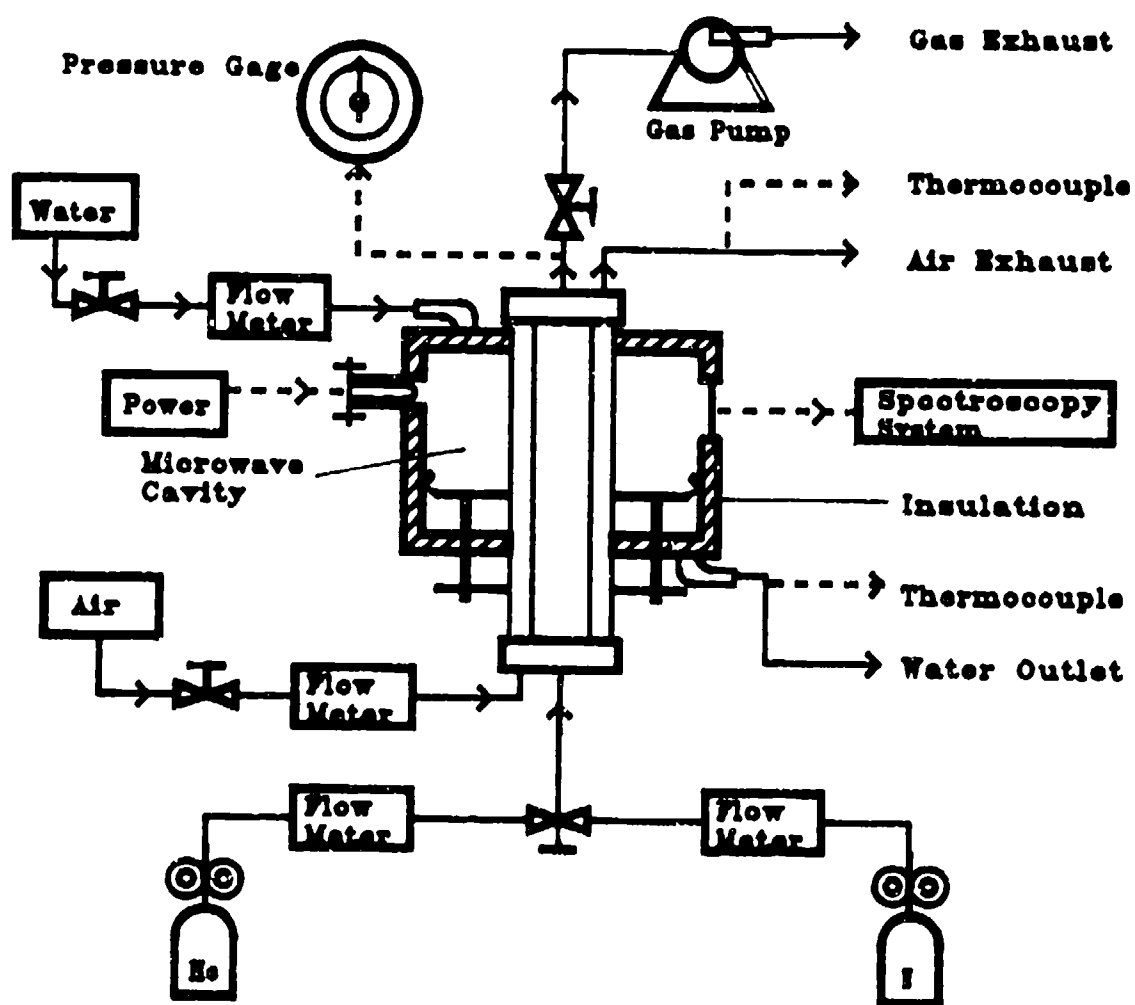 Gas Exhaust
Pressure Gage
Gas Pump
Thermocouple
Water
Air Exhaust
Flow
Meter
Power
Spectroscopy
System
Microwave
Cavity
Insulation
Air
Thermocouple
Water Outlet
Flow
Meter
Flow
Meter
Flow
Meter
He